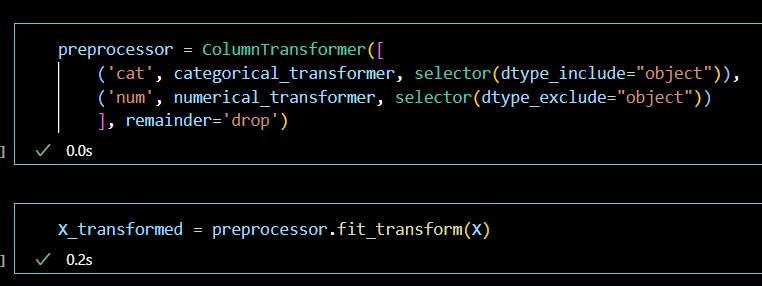 preprocessor = ColumnTransformer([
('cat', categorical_transformer, selector(dtype_include="object")),
('num', numerical_transformer, selector(dtype_exclude="object"))
], remainder='drop')
] ✓ 0.0s
X_transformed = preprocessor.fit_transform(X)
] ✓ 0.2s